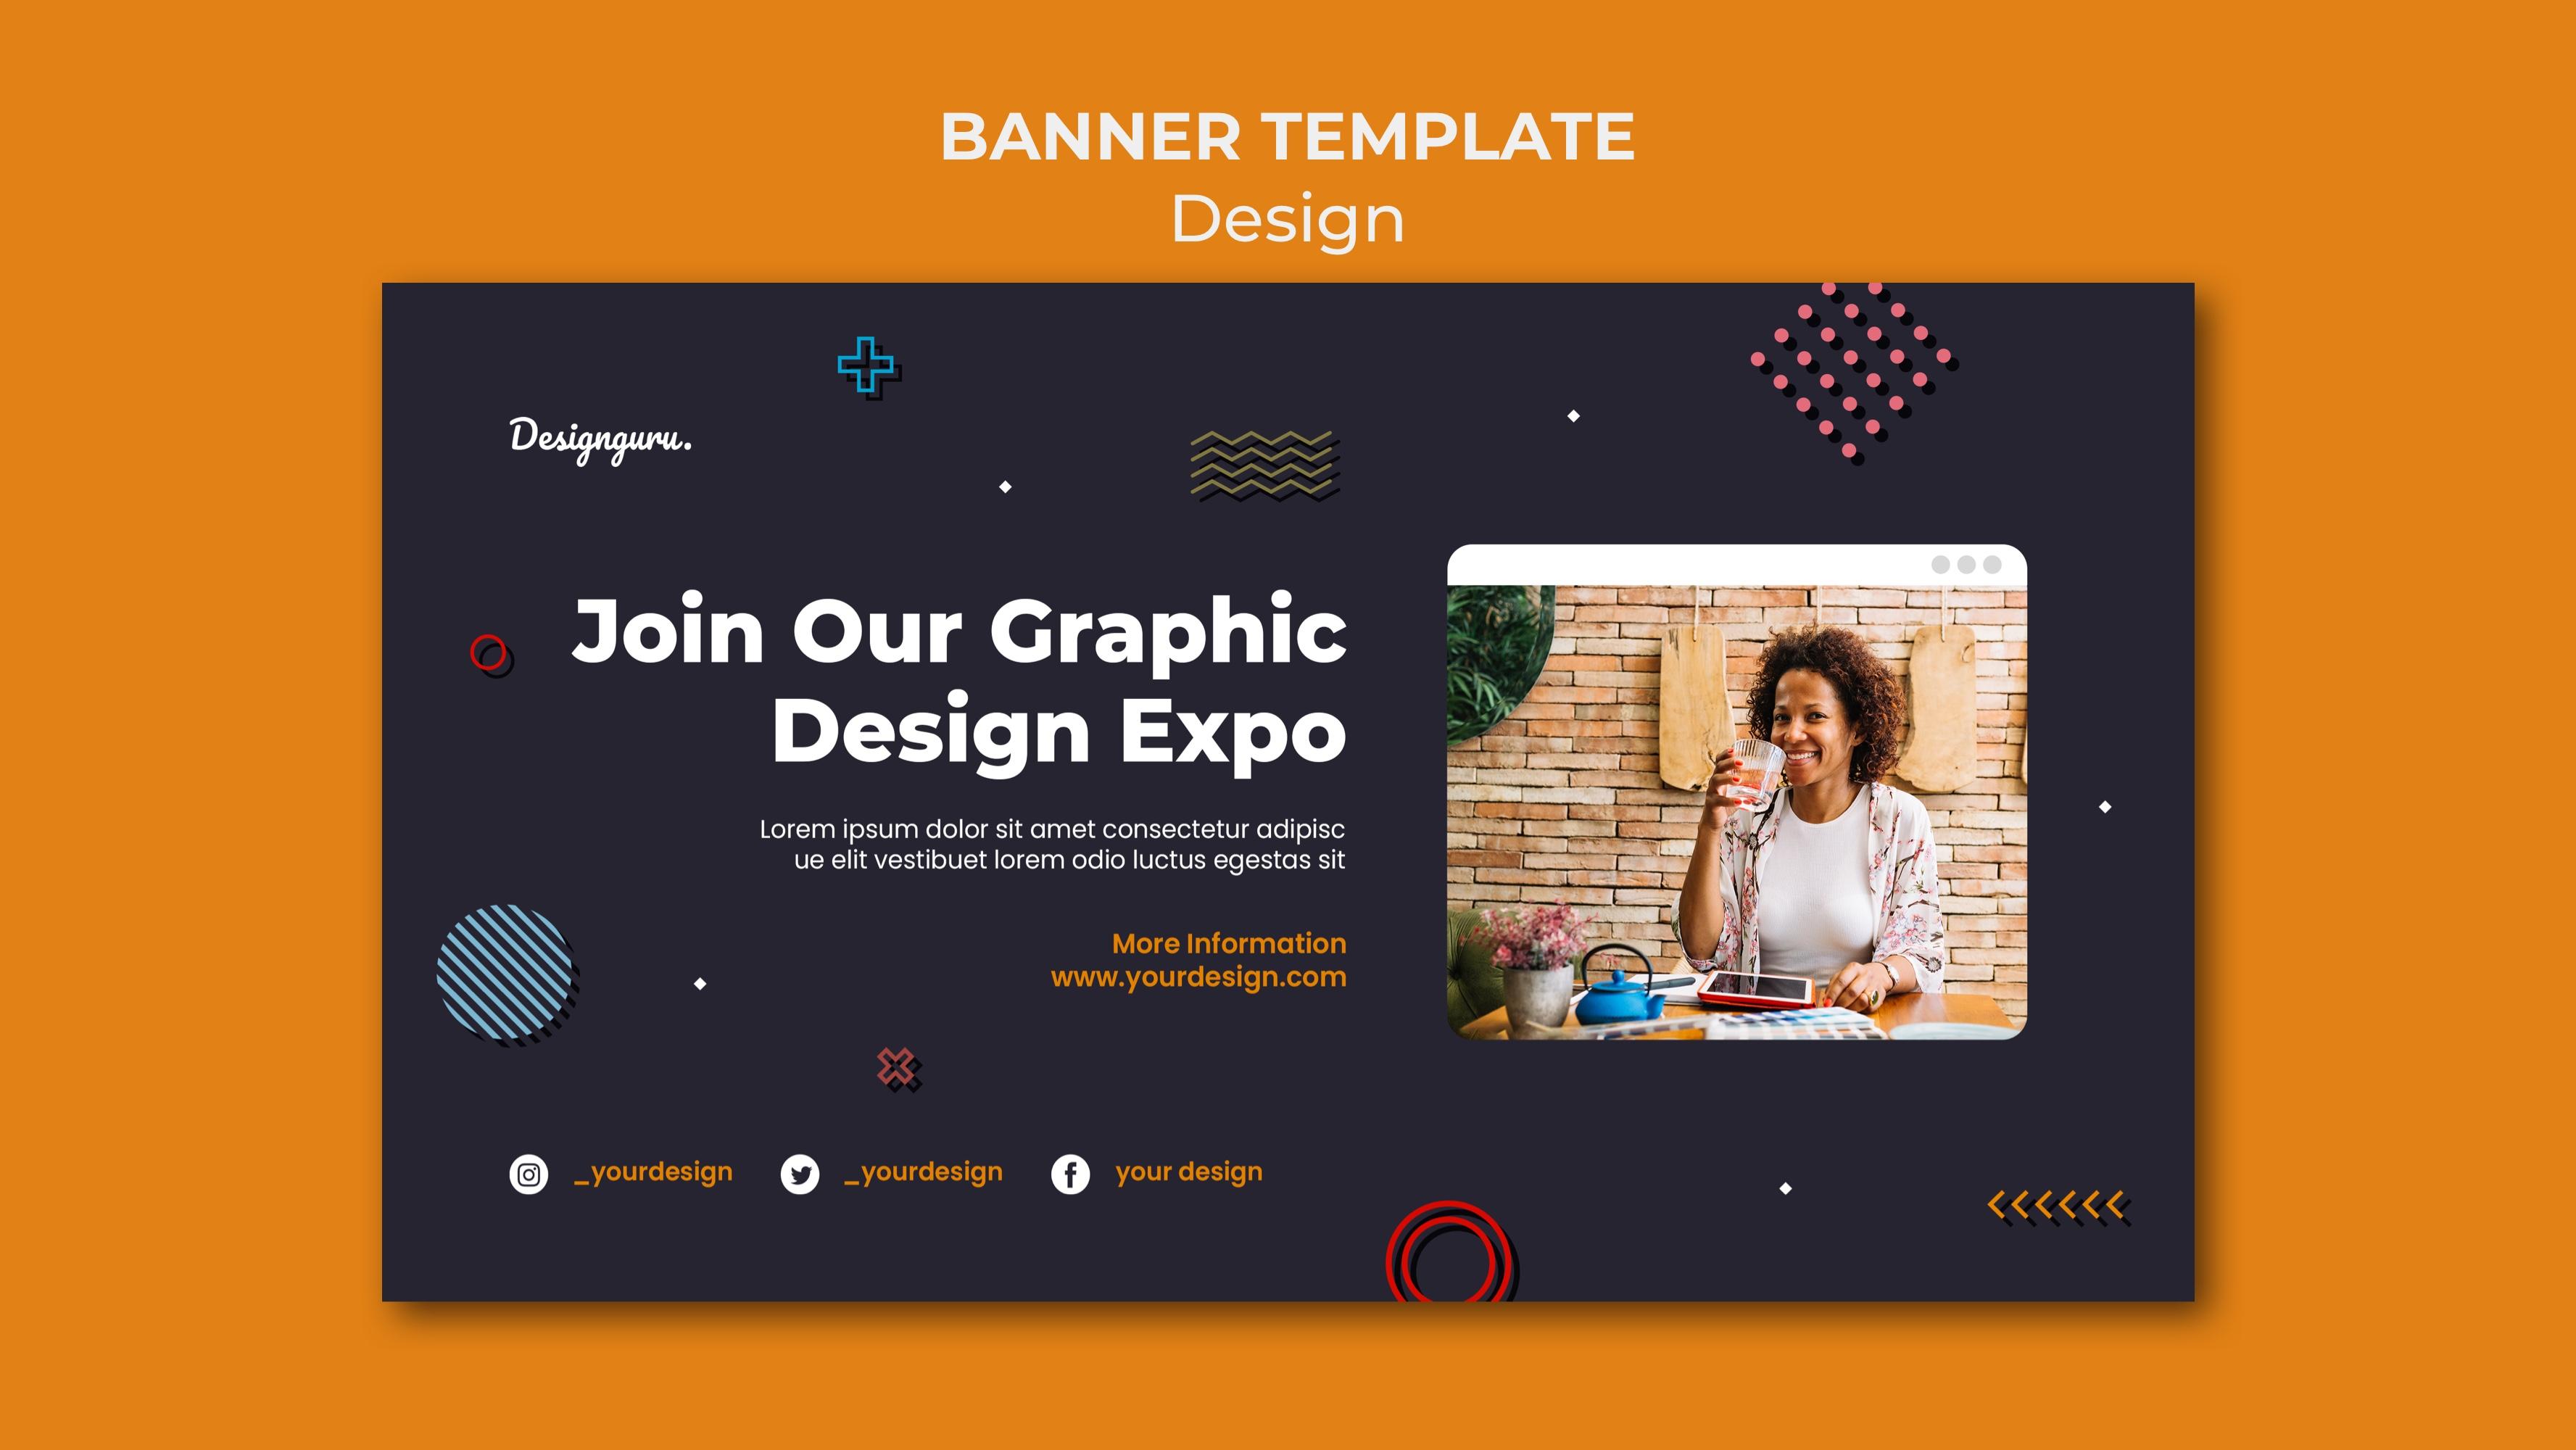 BANNER TEMPLATE
Design
Designguru.
Join Our Graphic
Design Expo
Lorem ipsum dolor sit amet consectetur adipisc
ue elit vestibuet lorem odio luctus egestas sit
More Information
www.yourdesign.com
_yourdesign
_yourdesign
your design